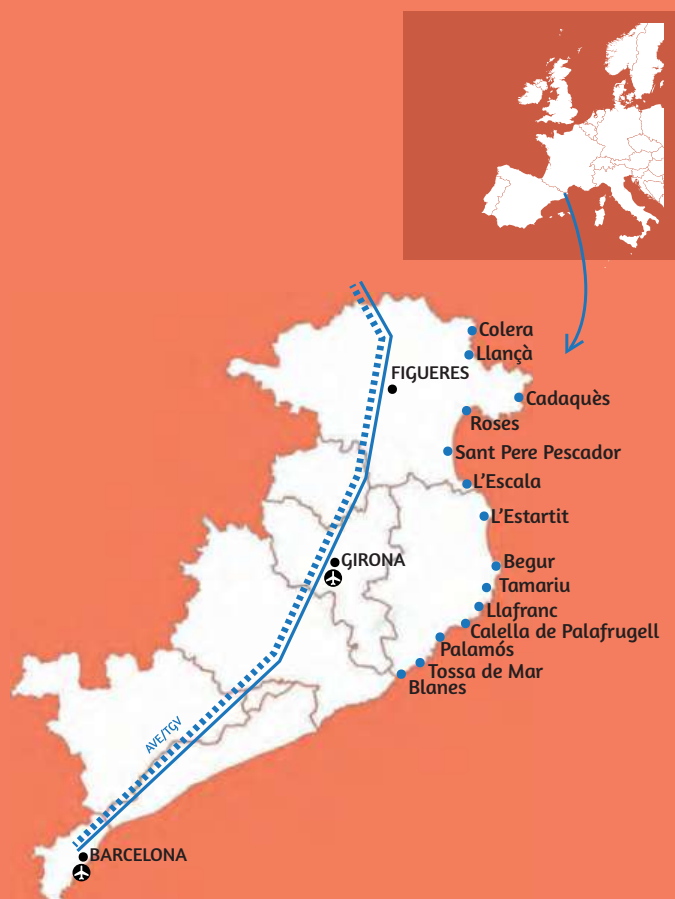 Colera
Llançà
FIGUERES
Cadaquès
Roses
Sant Pere Pescador
L'Escala
L'Estartit
GIRONA
Begur
Tamariu
Llafranc
Calella de Palafrugell
Palamós
Tossa de Mar
Blanes
AVE/TGV
BARCELONA